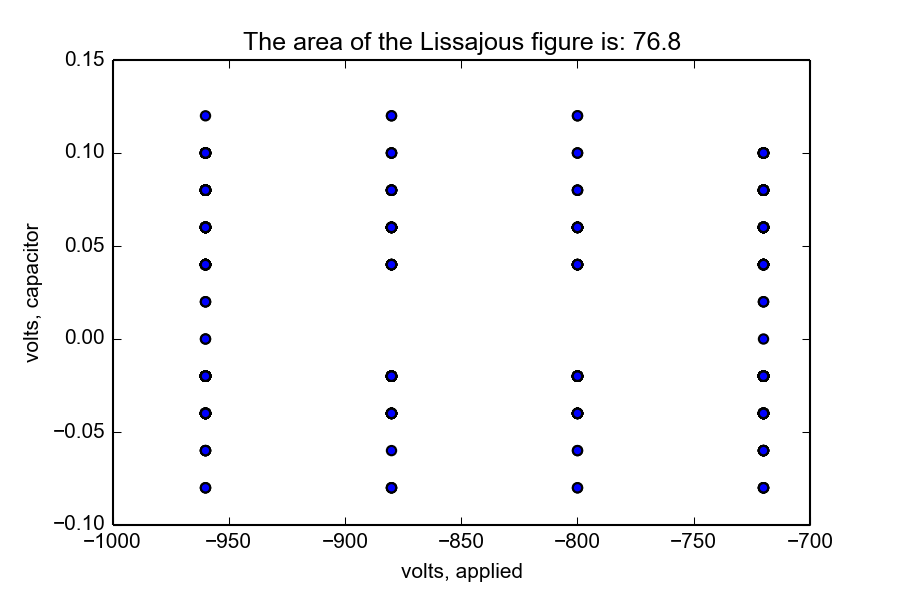 The area of the Lissajous figure is: 76.8
0.15
0.10
0.05
0.00
−0.05
−0.10
volts, capacitor
−1000 −950 −900 −850 −800 −750 −700
volts, applied